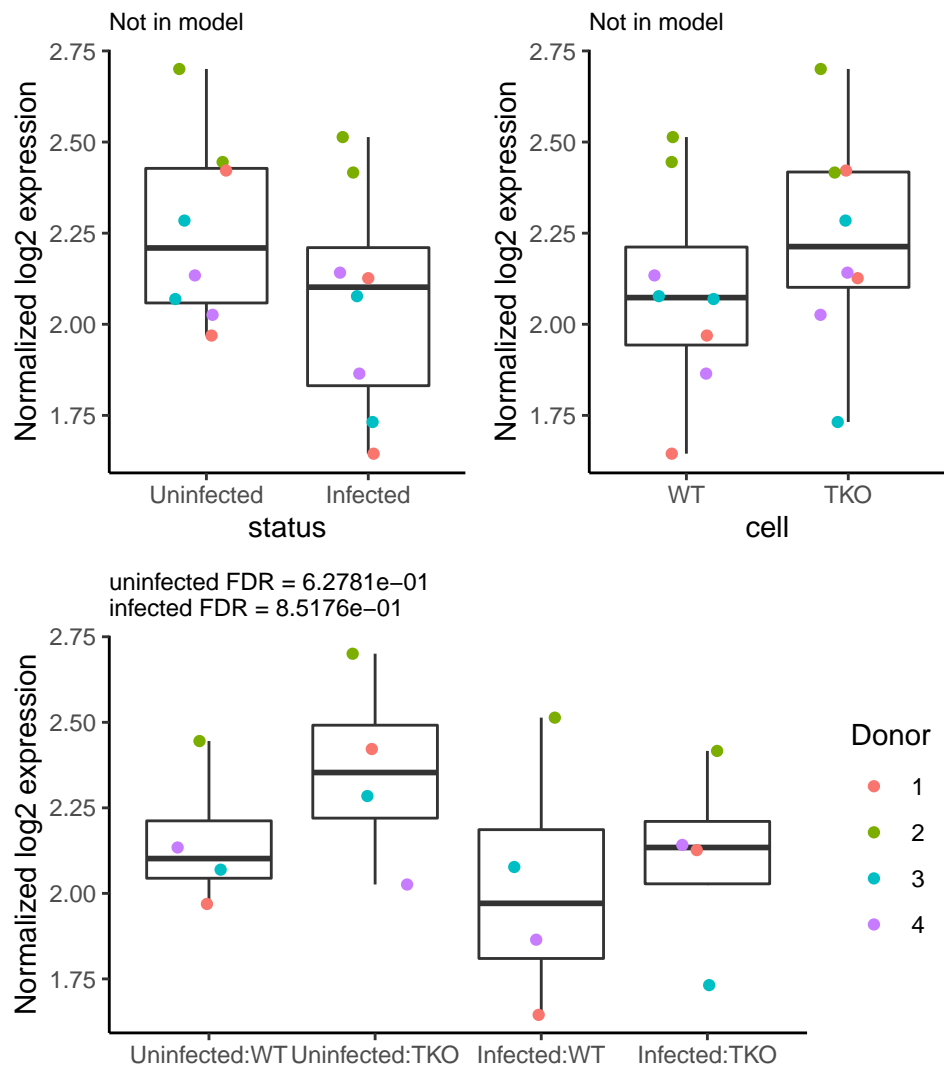 Not in model
Normalized log2 expression
2.75
2.50
2.25
2.00
1.75
Uninfected
Infected
status
Not in model
Normalized log2 expression
2.75
2.50
2.25
2.00
1.75
WT
TKO
cell
uninfected FDR = 6.2781e−01
infected FDR = 8.5176e−01
Normalized log2 expression
2.75
2.50
2.25
2.00
1.75
Uninfected:WT
Uninfected:TKO
Infected:WT
Infected:TKO
Donor
1
2
3
4